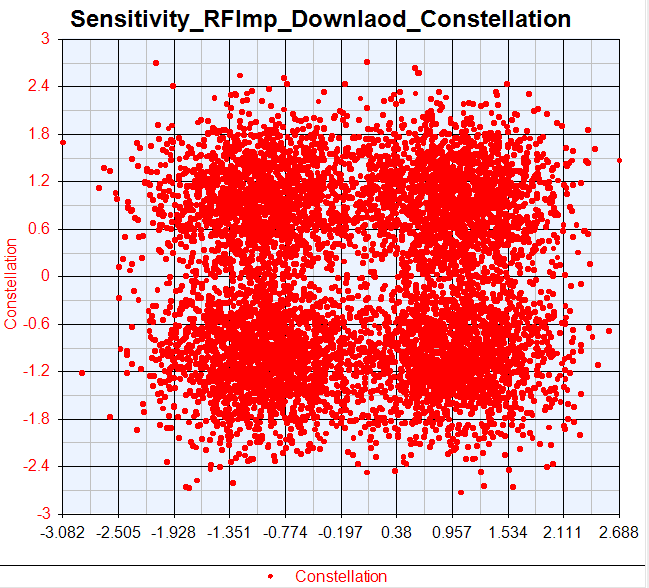 Sensitivity_RFImp_Downlaod_Constellation
3
2.4
1.8
1.2
0.6
0
-0.6
-1.2
-1.8
-2.4
-3
Constellation
-3.082 -2.505 -1.928 -1.351 -0.774 -0.197 0.38 0.957 1.534 2.111 2.688
Constellation